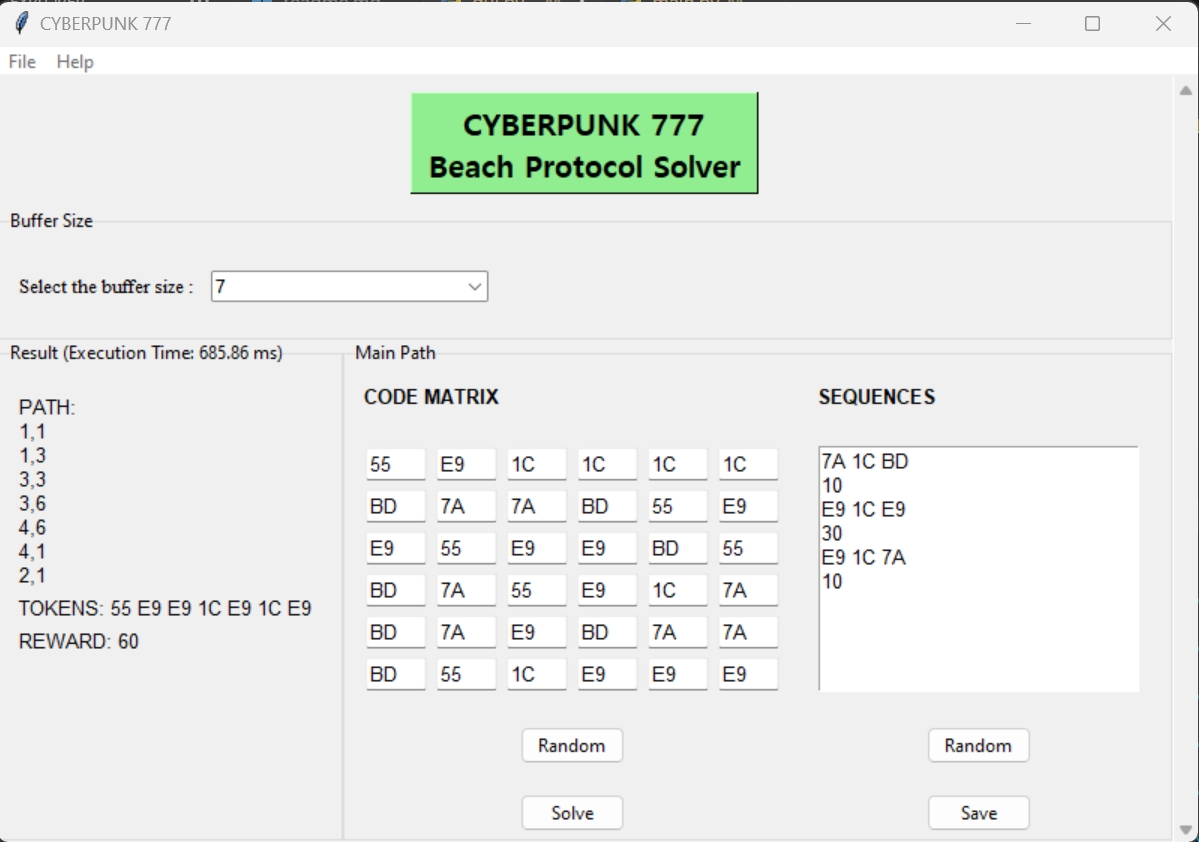 CYBERPUNK 777
File Help
CYBERPUNK 777
Beach Protocol Solver
Buffer Size
Select the buffer size :
7
Result (Execution Time: 685.86 ms)
PATH:
1,1
1,3
3,3
3,6
4,6
4,1
2,1
TOKENS: 55 E9 E9 1C E9 1C E9
REWARD: 60
Main Path
CODE MATRIX
55 E9 1C 1C 1C 1C
BD 7A 7A BD 55 E9
E9 55 E9 E9 BD 55
BD 7A 55 E9 1C 7A
BD 7A E9 BD 7A 7A
BD 55 1C E9 E9 E9
Random
Solve
SEQUENCES
7A 1C BD
10
E9 1C E9
30
E9 1C 7A
10
Random
Save